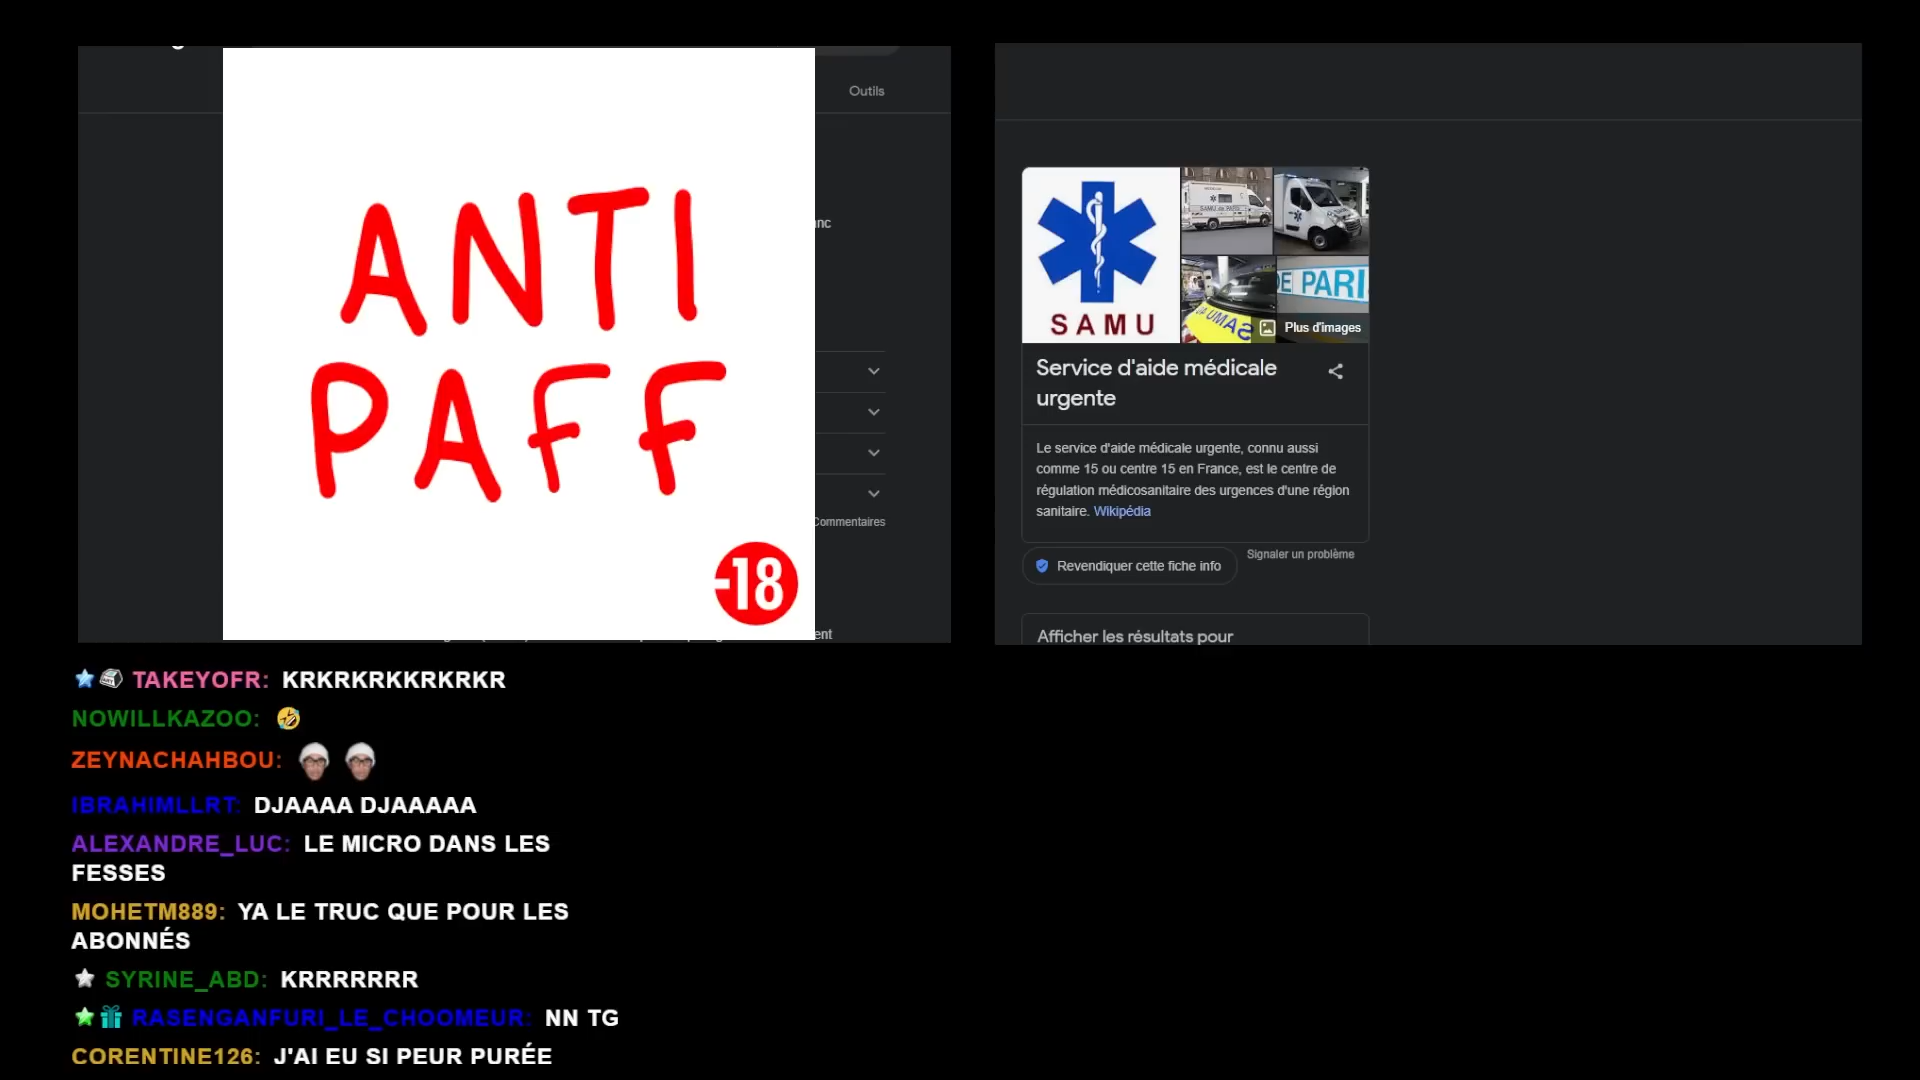 Outils
ANTI
PAFF
-18
Commentaires
SAMU
DE PARI
SAMU
Plus d'images
Service d'aide médicale
urgente
Le service d'aide médicale urgente, connu aussi
comme 15 ou centre 15 en France, est le centre de
régulation médicosanitaire des urgences d'une région
sanitaire. Wikipédia
Revendiquer cette fiche info
Signaler un problème
Afficher les résultats pour
TAKEYOFR: KRKRKRKKRKRKR
NOWILLKAZOO: 🤣
ZEYNACHAHBOU:
IBRAHIMLLRT: DJAAAA DJAAAAA
ALEXANDRE_LUC: LE MICRO DANS LES
FESSES
MOHETM889: YA LE TRUC QUE POUR LES
ABONNÉS
SYRINE_ABD: KRRRRRRR
RASENGANFURI_LE_CHOOMEUR: NN TG
CORENTINE126: J'AI EU SI PEUR PURÉE